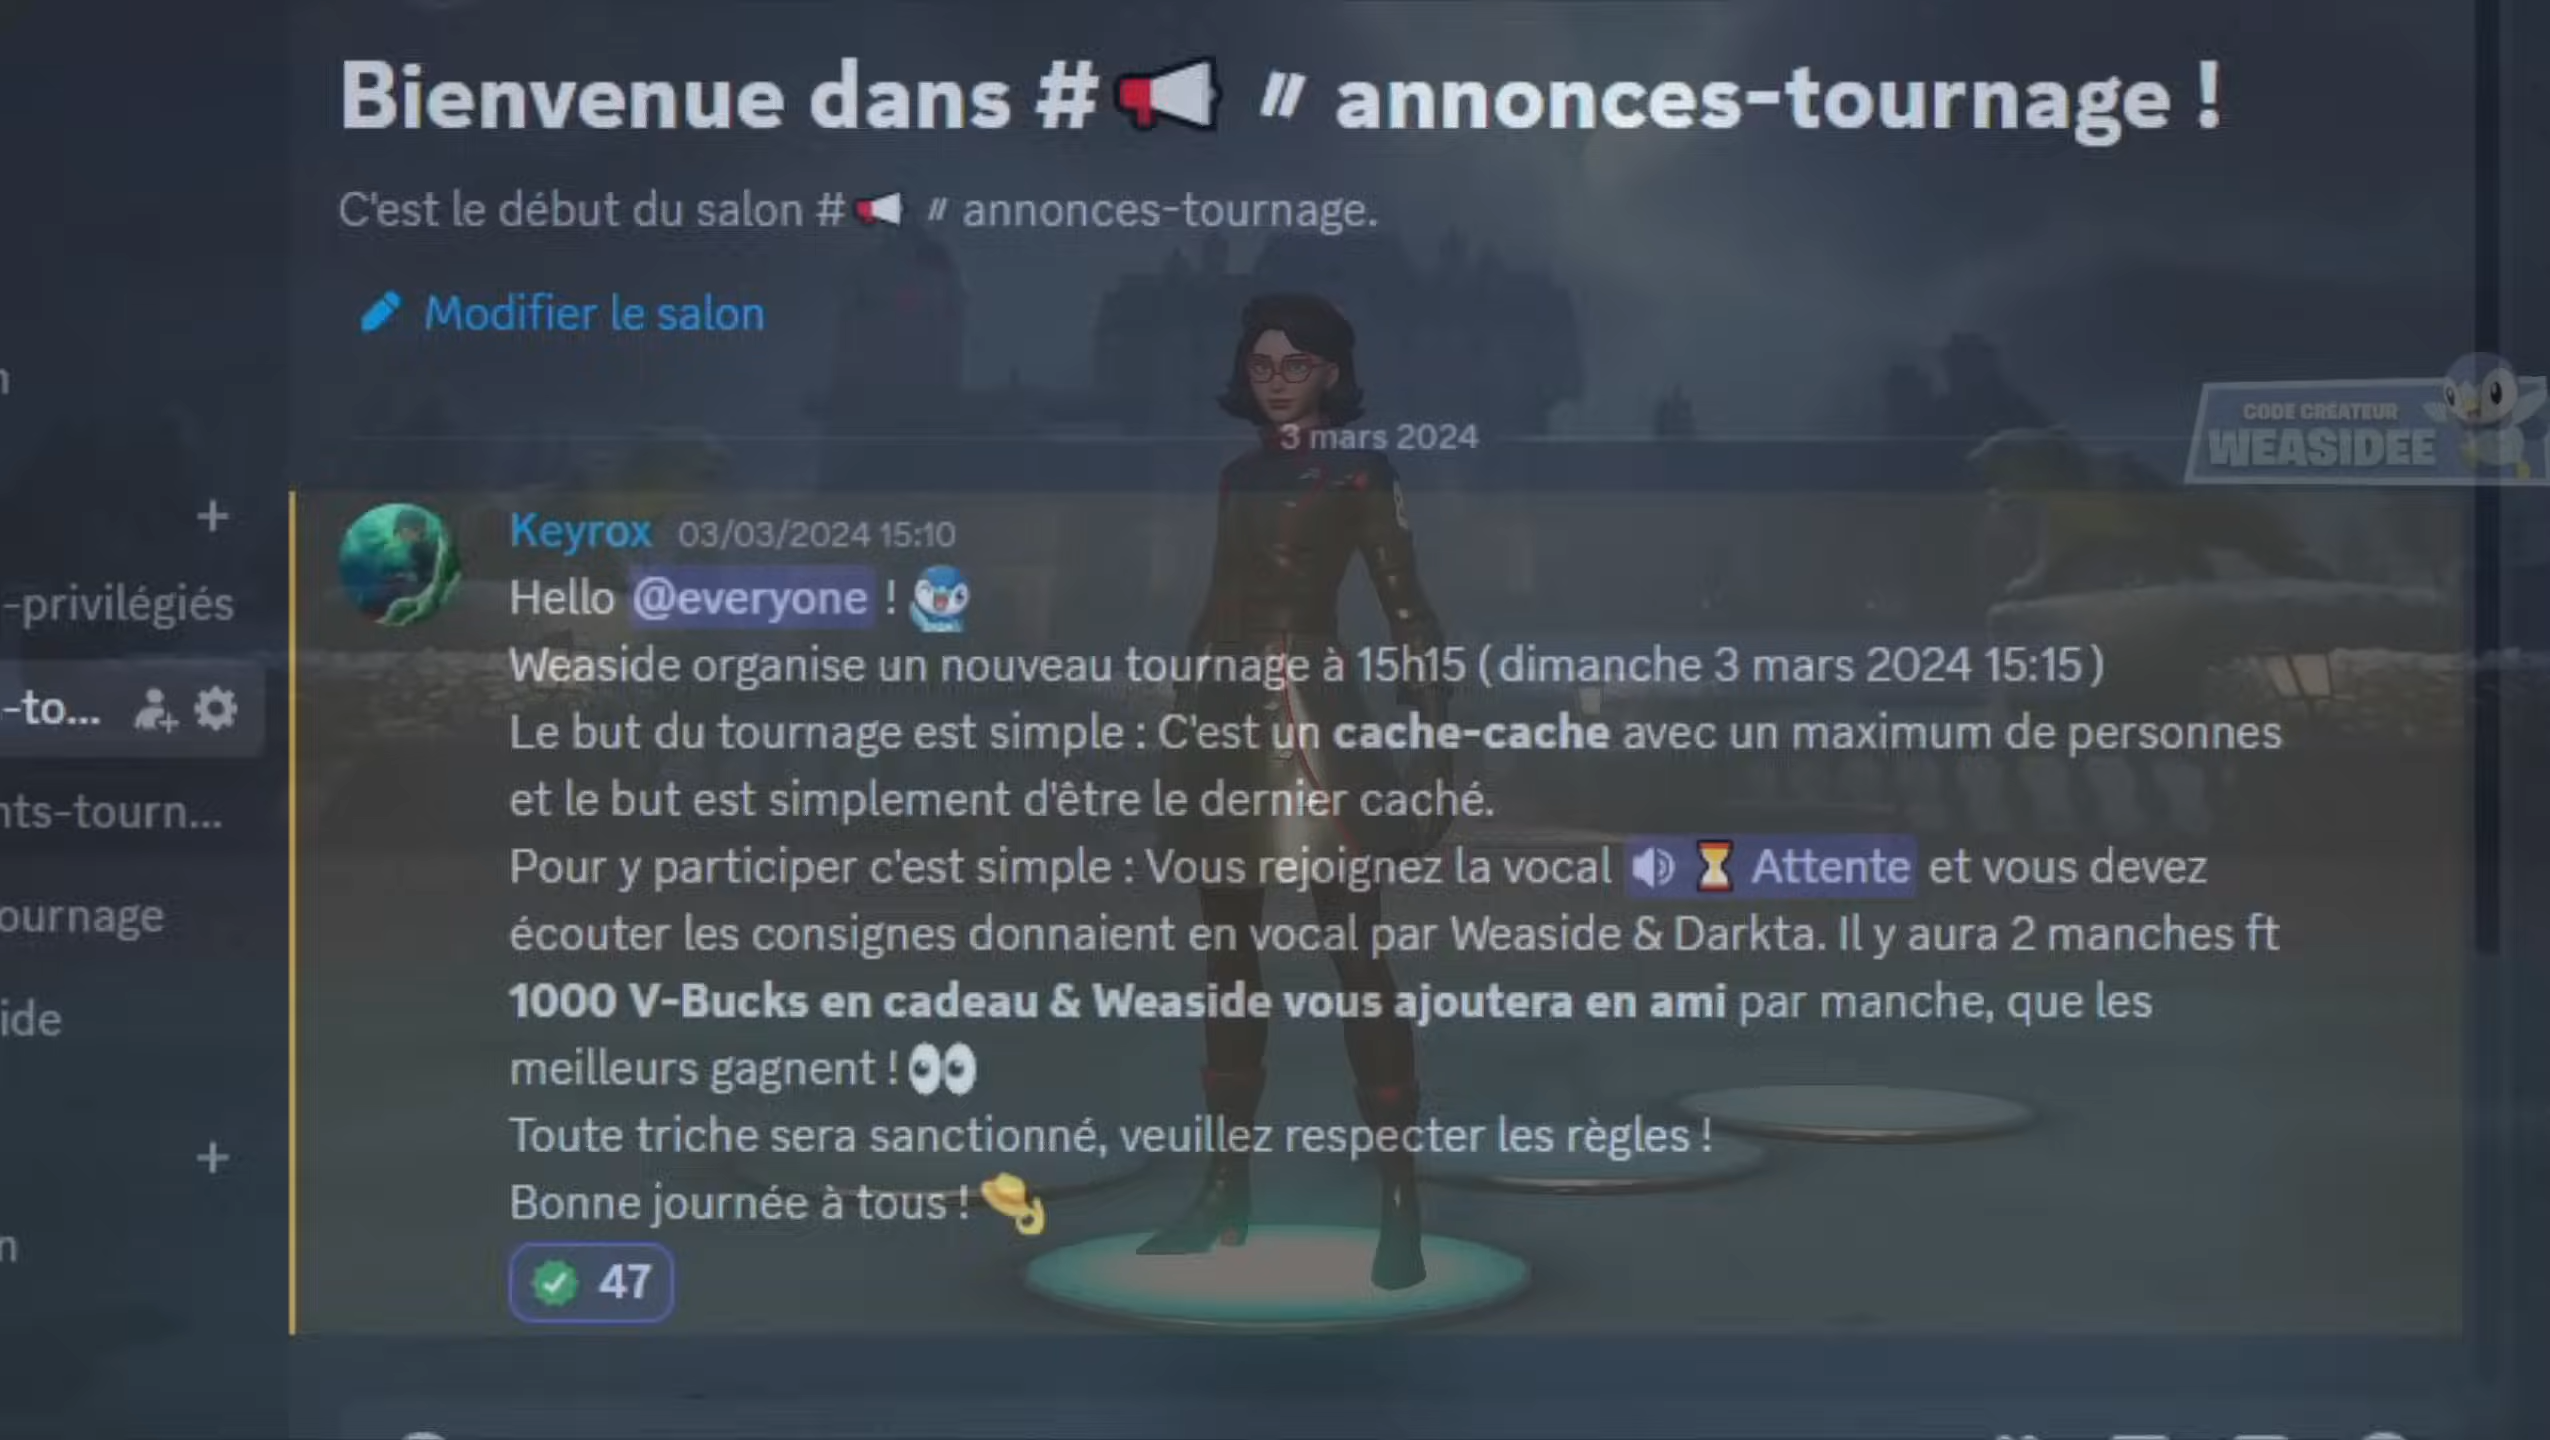 Bienvenue dans # // annonces-tournage !
C'est le début du salon # // annonces-tournage.
Modifier le salon
3 mars 2024
CODE CRÉATEUR
WEASIDEE
Keyrox 03/03/2024 15:10
Hello @everyone !
Weaside organise un nouveau tournage à 15h15 (dimanche 3 mars 2024 15:15)
Le but du tournage est simple : C'est un cache-cache avec un maximum de personnes
et le but est simplement d'être le dernier caché.
Pour y participer c'est simple : Vous rejoignez la vocal Attente et vous devez
écouter les consignes donnaient en vocal par Weaside & Darkta. Il y aura 2 manches ft
1000 V-Bucks en cadeau & Weaside vous ajoutera en ami par manche, que les
meilleurs gagnent !
Toute triche sera sanctionné, veuillez respecter les règles !
Bonne journée à tous !
47
n
-privilégiés
-to...
nts-tourn...
ournage
ide
n